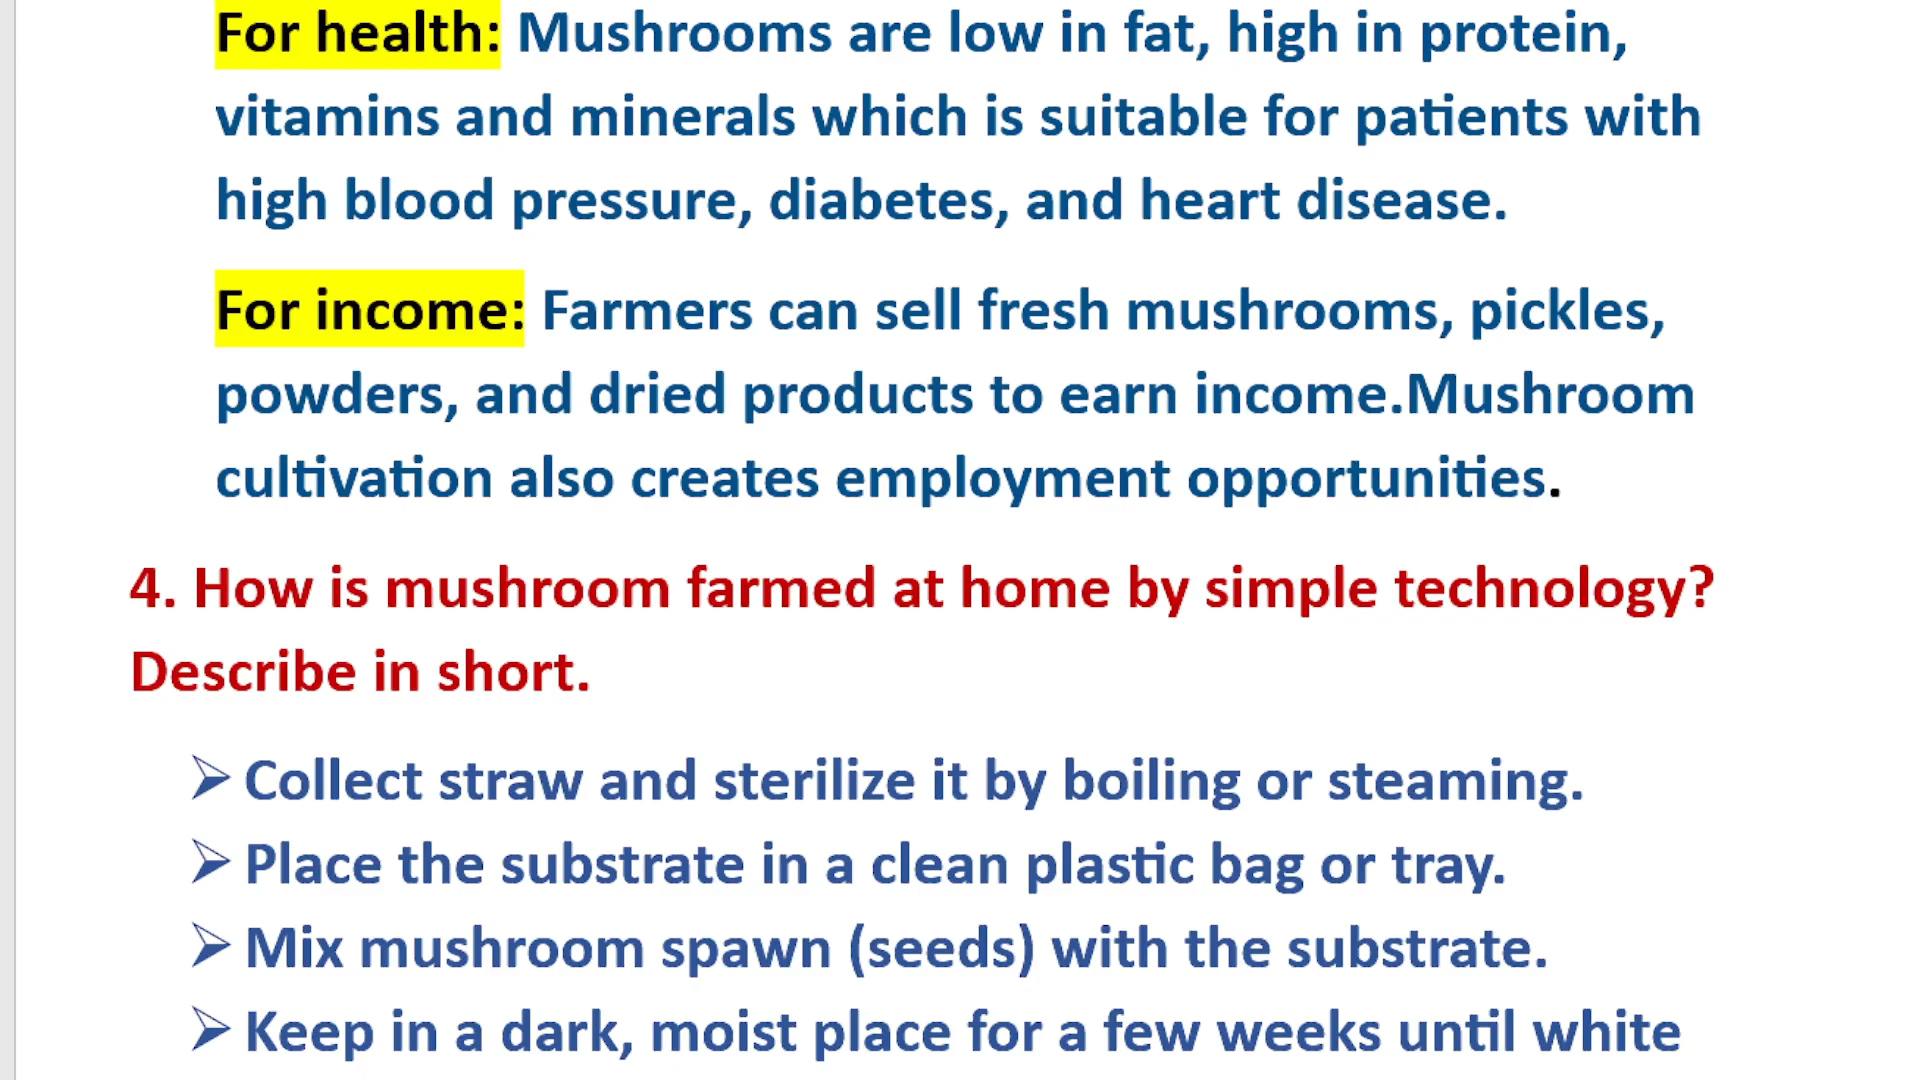 For health: Mushrooms are low in fat, high in protein,
vitamins and minerals which is suitable for patients with
high blood pressure, diabetes, and heart disease.
For income: Farmers can sell fresh mushrooms, pickles,
powders, and dried products to earn income.Mushroom
cultivation also creates employment opportunities.
4. How is mushroom farmed at home by simple technology?
Describe in short.
➢ Collect straw and sterilize it by boiling or steaming.
➢ Place the substrate in a clean plastic bag or tray.
➢ Mix mushroom spawn (seeds) with the substrate.
➢ Keep in a dark, moist place for a few weeks until white